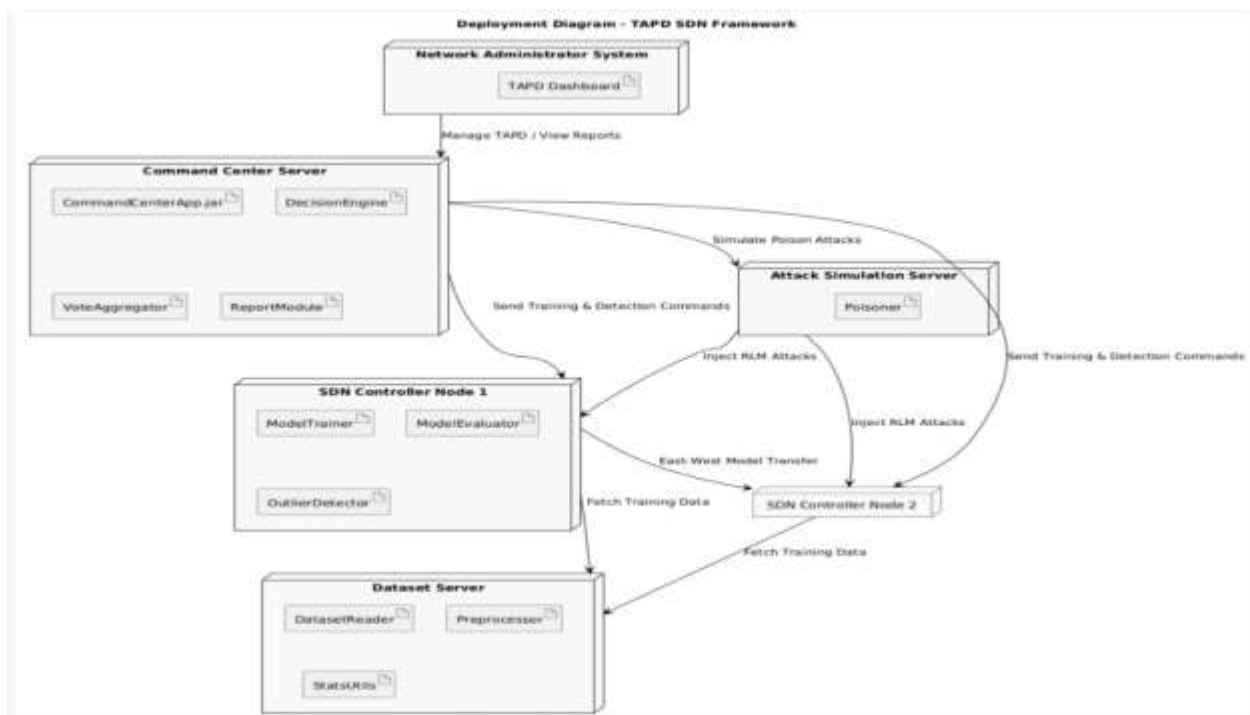 Deployment Diagram - TAPD SDN Framework
Network Administrator System
TAPD Dashboard
Manage TAPD / View Reports
Command Center Server
CommandCenterApp.jar
DecisionEngine
VoteAggregator
ReportModule
Simulate Poison Attacks
Attack Simulation Server
Poisoner
Send Training & Detection Commands
Inject RLM Attacks
Send Training & Detection Commands
SDN Controller Node 1
ModelTrainer
ModelEvaluator
OutlierDetector
Inject RLM Attacks
East-West Model Transfer
Fetch Training Data
SDN Controller Node 2
Fetch Training Data
Dataset Server
DatasetReader
Preprocessor
StatsUtils